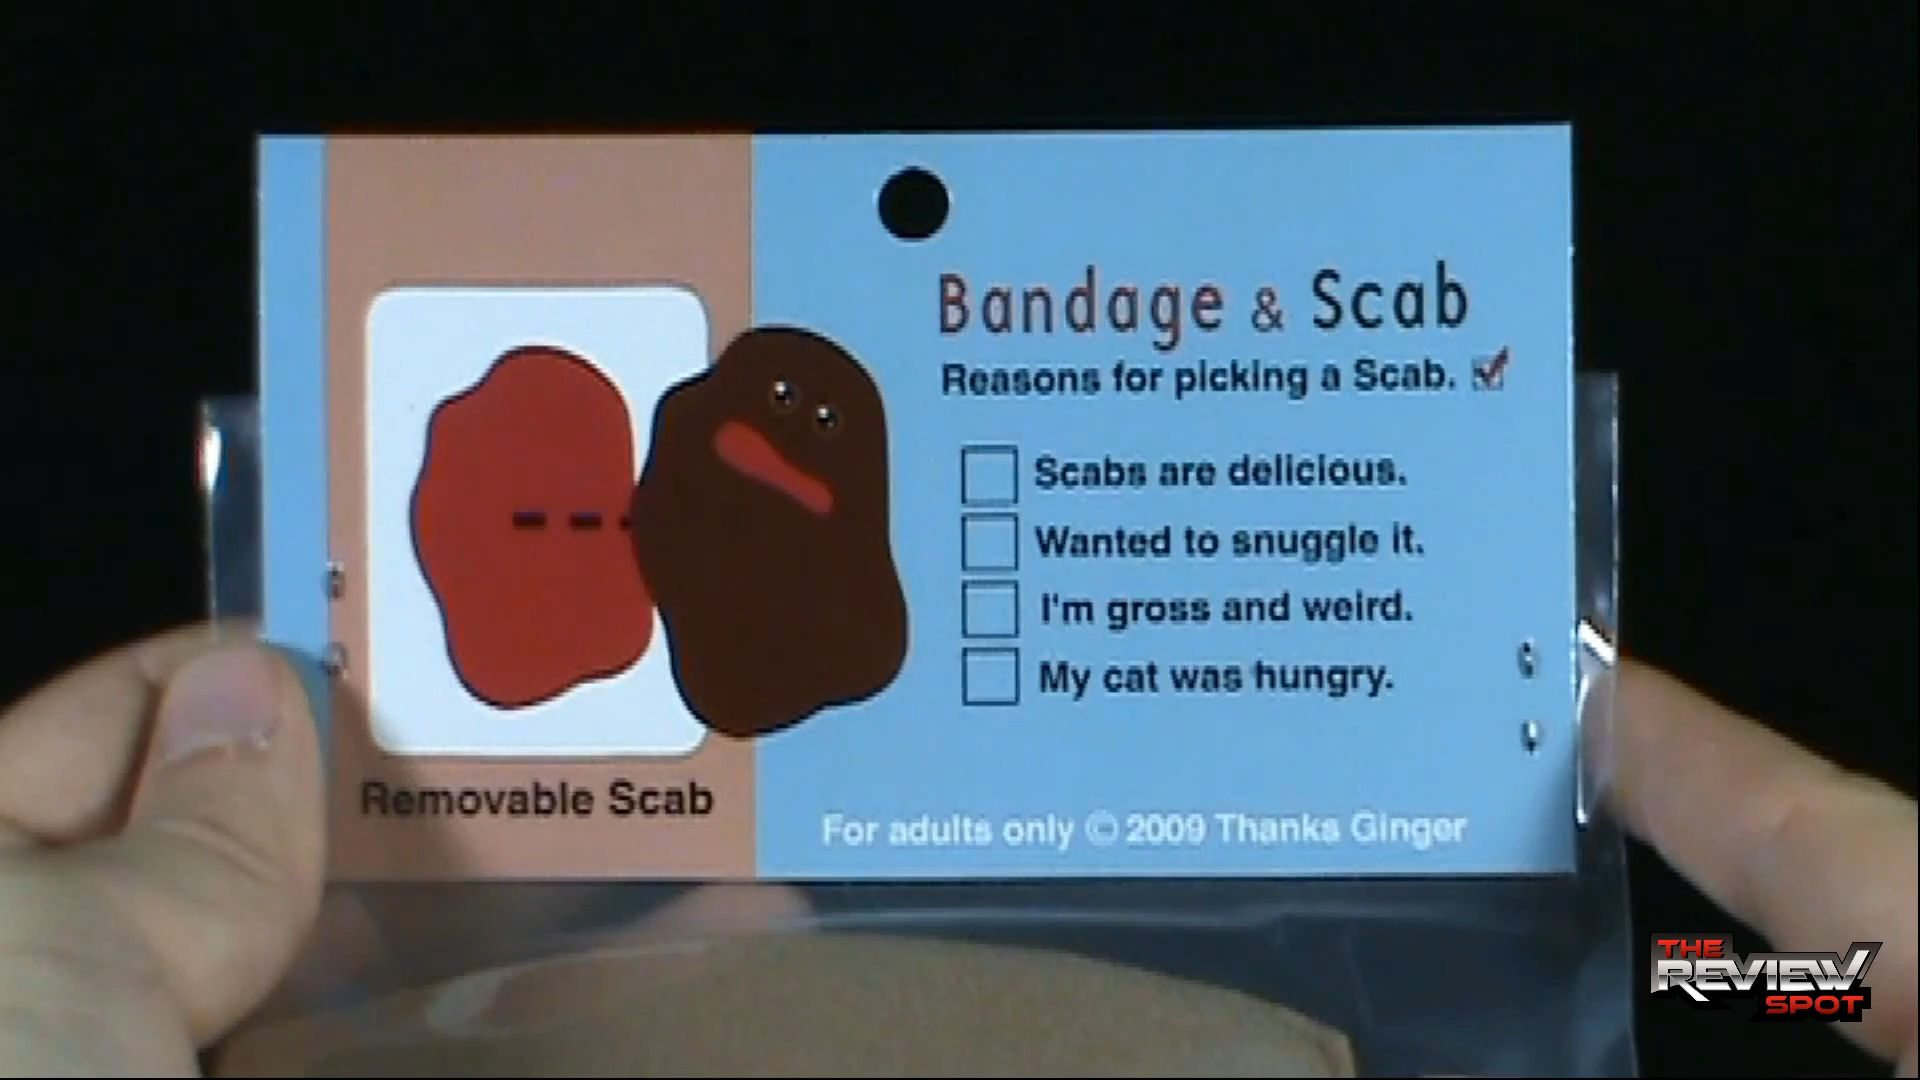 Bandage & Scab
Reasons for picking a Scab.
Scabs are delicious.
Wanted to snuggle it.
I'm gross and weird.
My cat was hungry.
Removable Scab
For adults only © 2009 Thanks Ginger
THE
REVIEW
SPOT